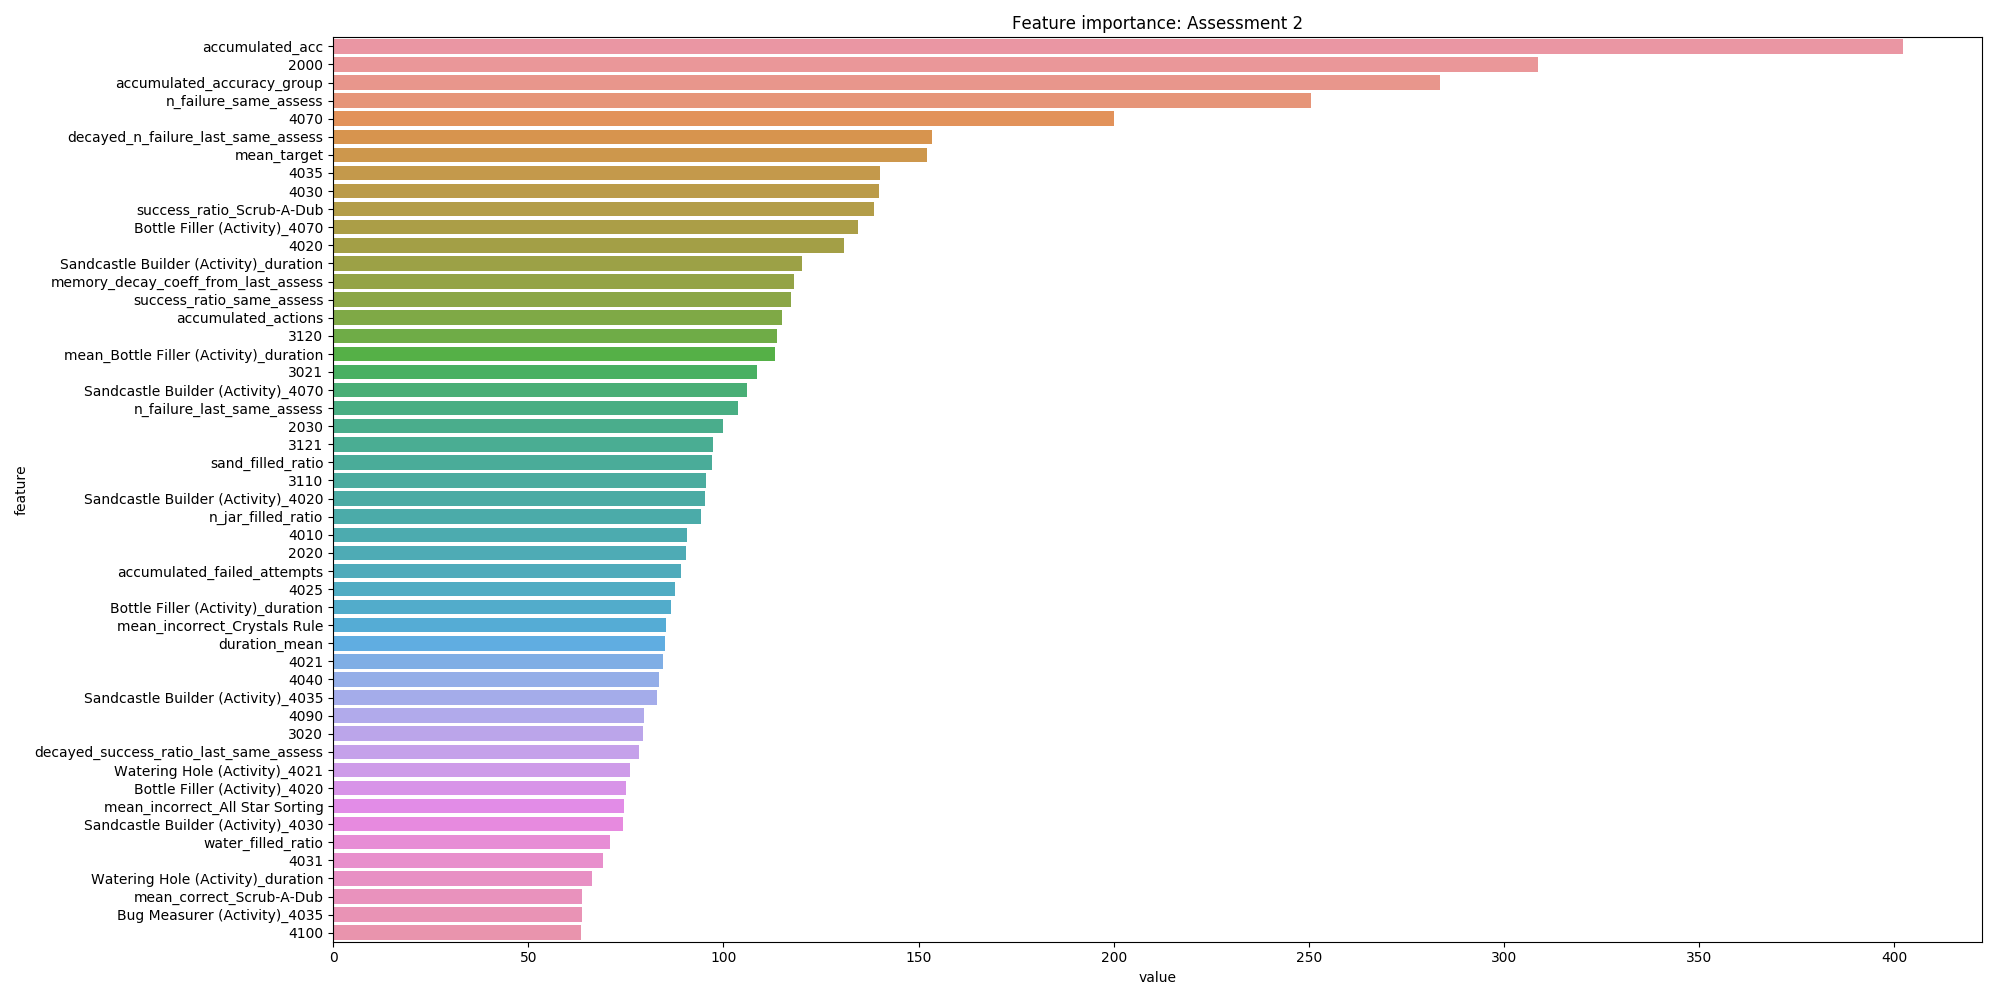 Feature importance: Assessment 2
feature
accumulated_acc
2000
accumulated_accuracy_group
n_failure_same_assess
4070
decayed_n_failure_last_same_assess
mean_target
4035
4030
success_ratio_Scrub-A-Dub
Bottle Filler (Activity)_4070
4020
Sandcastle Builder (Activity)_duration
memory_decay_coeff_from_last_assess
success_ratio_same_assess
accumulated_actions
3120
mean_Bottle Filler (Activity)_duration
3021
Sandcastle Builder (Activity)_4070
n_failure_last_same_assess
2030
3121
sand_filled_ratio
3110
Sandcastle Builder (Activity)_4020
n_jar_filled_ratio
4010
2020
accumulated_failed_attempts
4025
Bottle Filler (Activity)_duration
mean_incorrect_Crystals Rule
duration_mean
4021
4040
Sandcastle Builder (Activity)_4035
4090
3020
decayed_success_ratio_last_same_assess
Watering Hole (Activity)_4021
Bottle Filler (Activity)_4020
mean_incorrect_All Star Sorting
Sandcastle Builder (Activity)_4030
water_filled_ratio
4031
Watering Hole (Activity)_duration
mean_correct_Scrub-A-Dub
Bug Measurer (Activity)_4035
4100
0 50 100 150 200 250 300 350 400
value